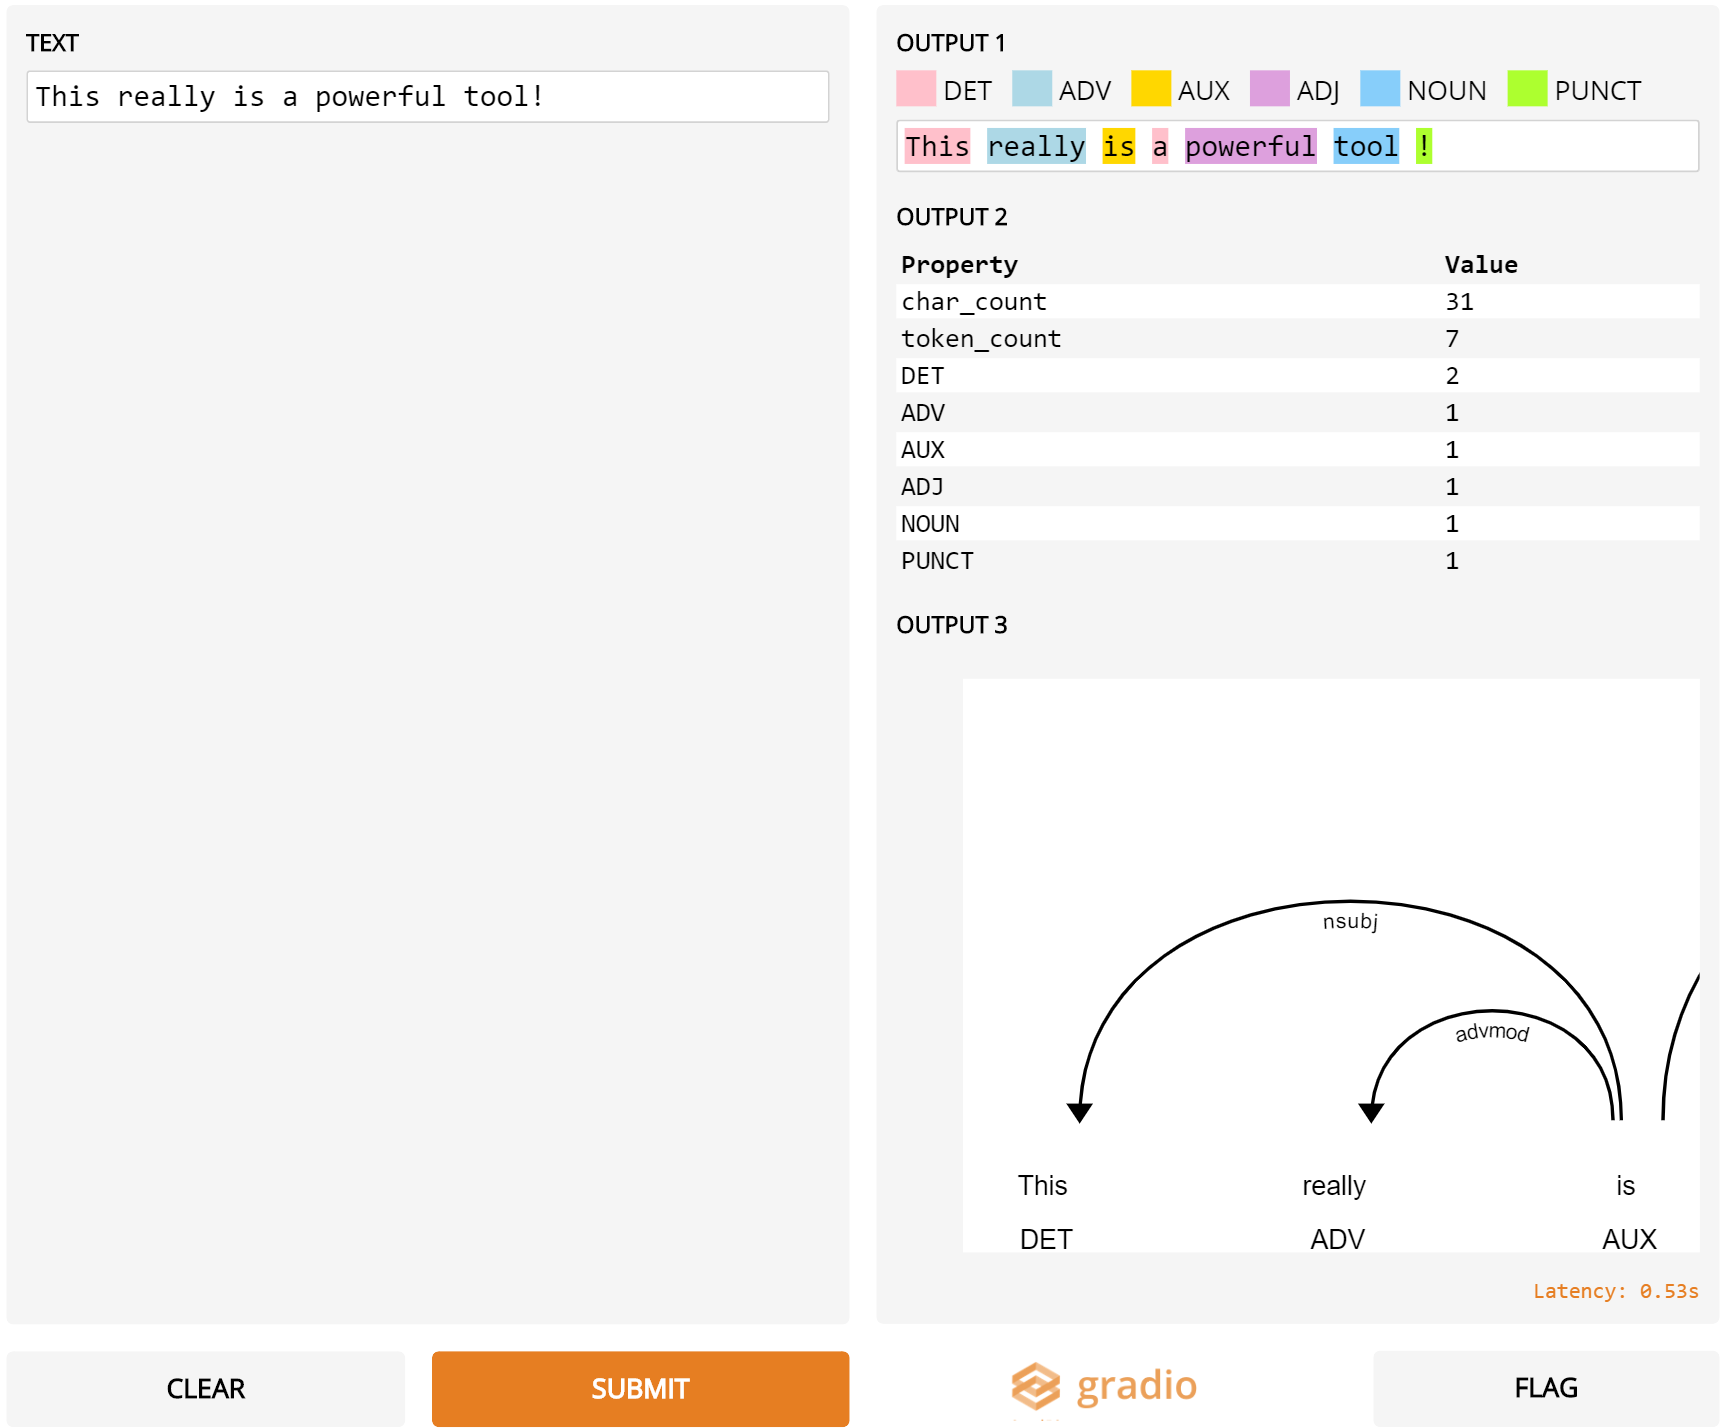 TEXT
This really is a powerful tool!
OUTPUT 1
DET ADV AUX ADJ NOUN PUNCT
This really is a powerful tool !
OUTPUT 2
Property Value
char_count 31
token_count 7
DET 2
ADV 1
AUX 1
ADJ 1
NOUN 1
PUNCT 1
OUTPUT 3
nsubj
advmod
This really is
DET ADV AUX
Latency: 0.53s
CLEAR SUBMIT gradio FLAG